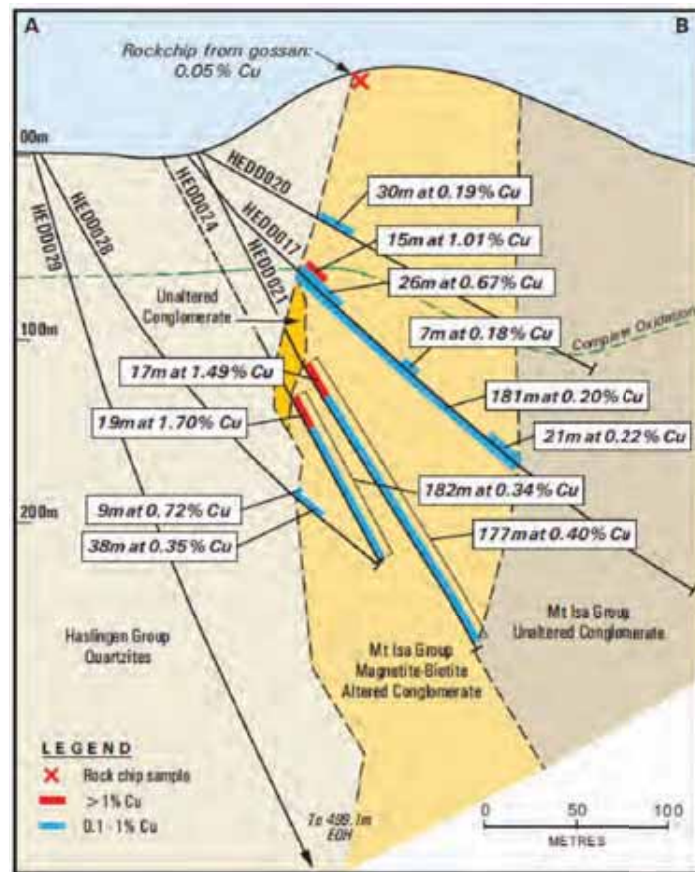 A
B
Rockchip from gossan:
0.05% Cu
00m
HEDD020
HEDD017
HEDD024
HEDD021
HEDD028
HEDD029
30m at 0.19% Cu
15m at 1.01% Cu
26m at 0.67% Cu
Unaltered
Conglomerate
7m at 0.18% Cu
Complete Oxidation
100m
17m at 1.49% Cu
181m at 0.20% Cu
19m at 1.70% Cu
21m at 0.22% Cu
182m at 0.34% Cu
9m at 0.72% Cu
200m
177m at 0.40% Cu
38m at 0.35% Cu
Haslingen Group
Quartzites
Mt Isa Group
Magnetite-Biotite
Altered Conglomerate
Mt Isa Group
Unaltered Conglomerate
LEGEND
Rock chip sample
>1% Cu
0.1 - 1% Cu
To 499.1m
EOH
0 50 100
METRES